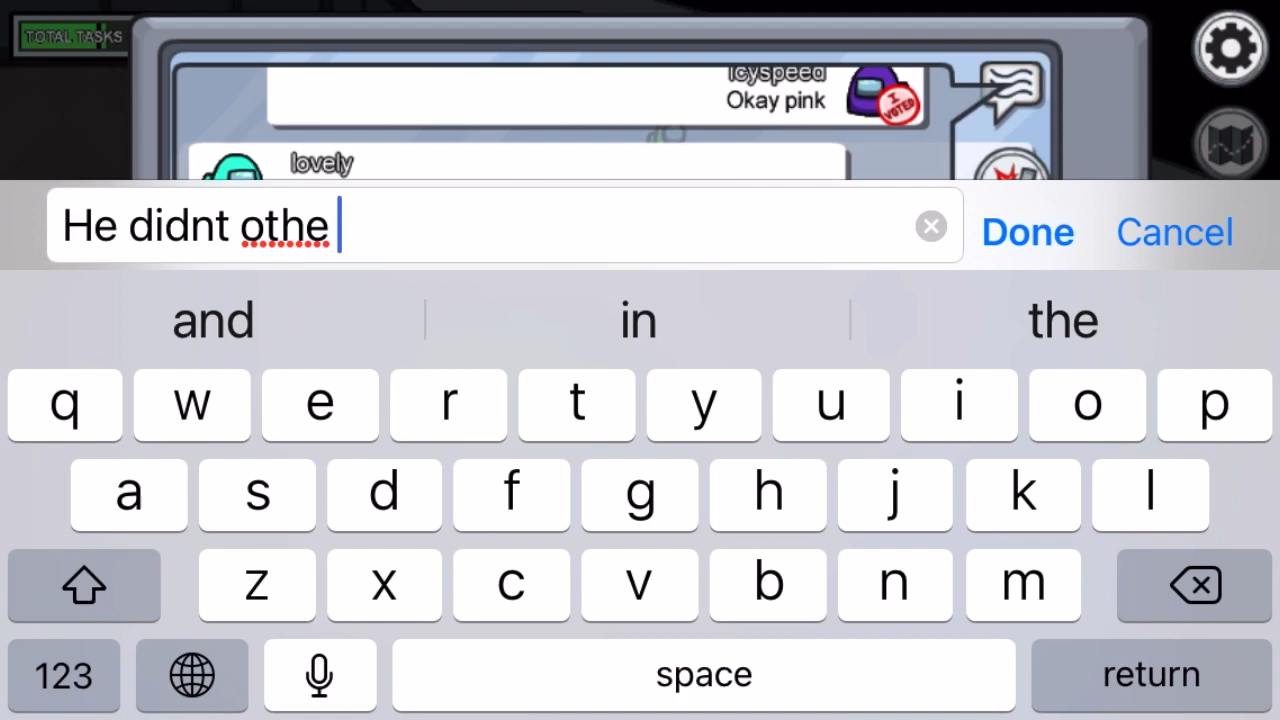 TOTAL TASKS
Icyspeed
Okay pink
I VOTED
lovely
He didnt othe
Done
Cancel
and
in
the
q w e r t y u i o p
a s d f g h j k l
z x c v b n m
123
space
return